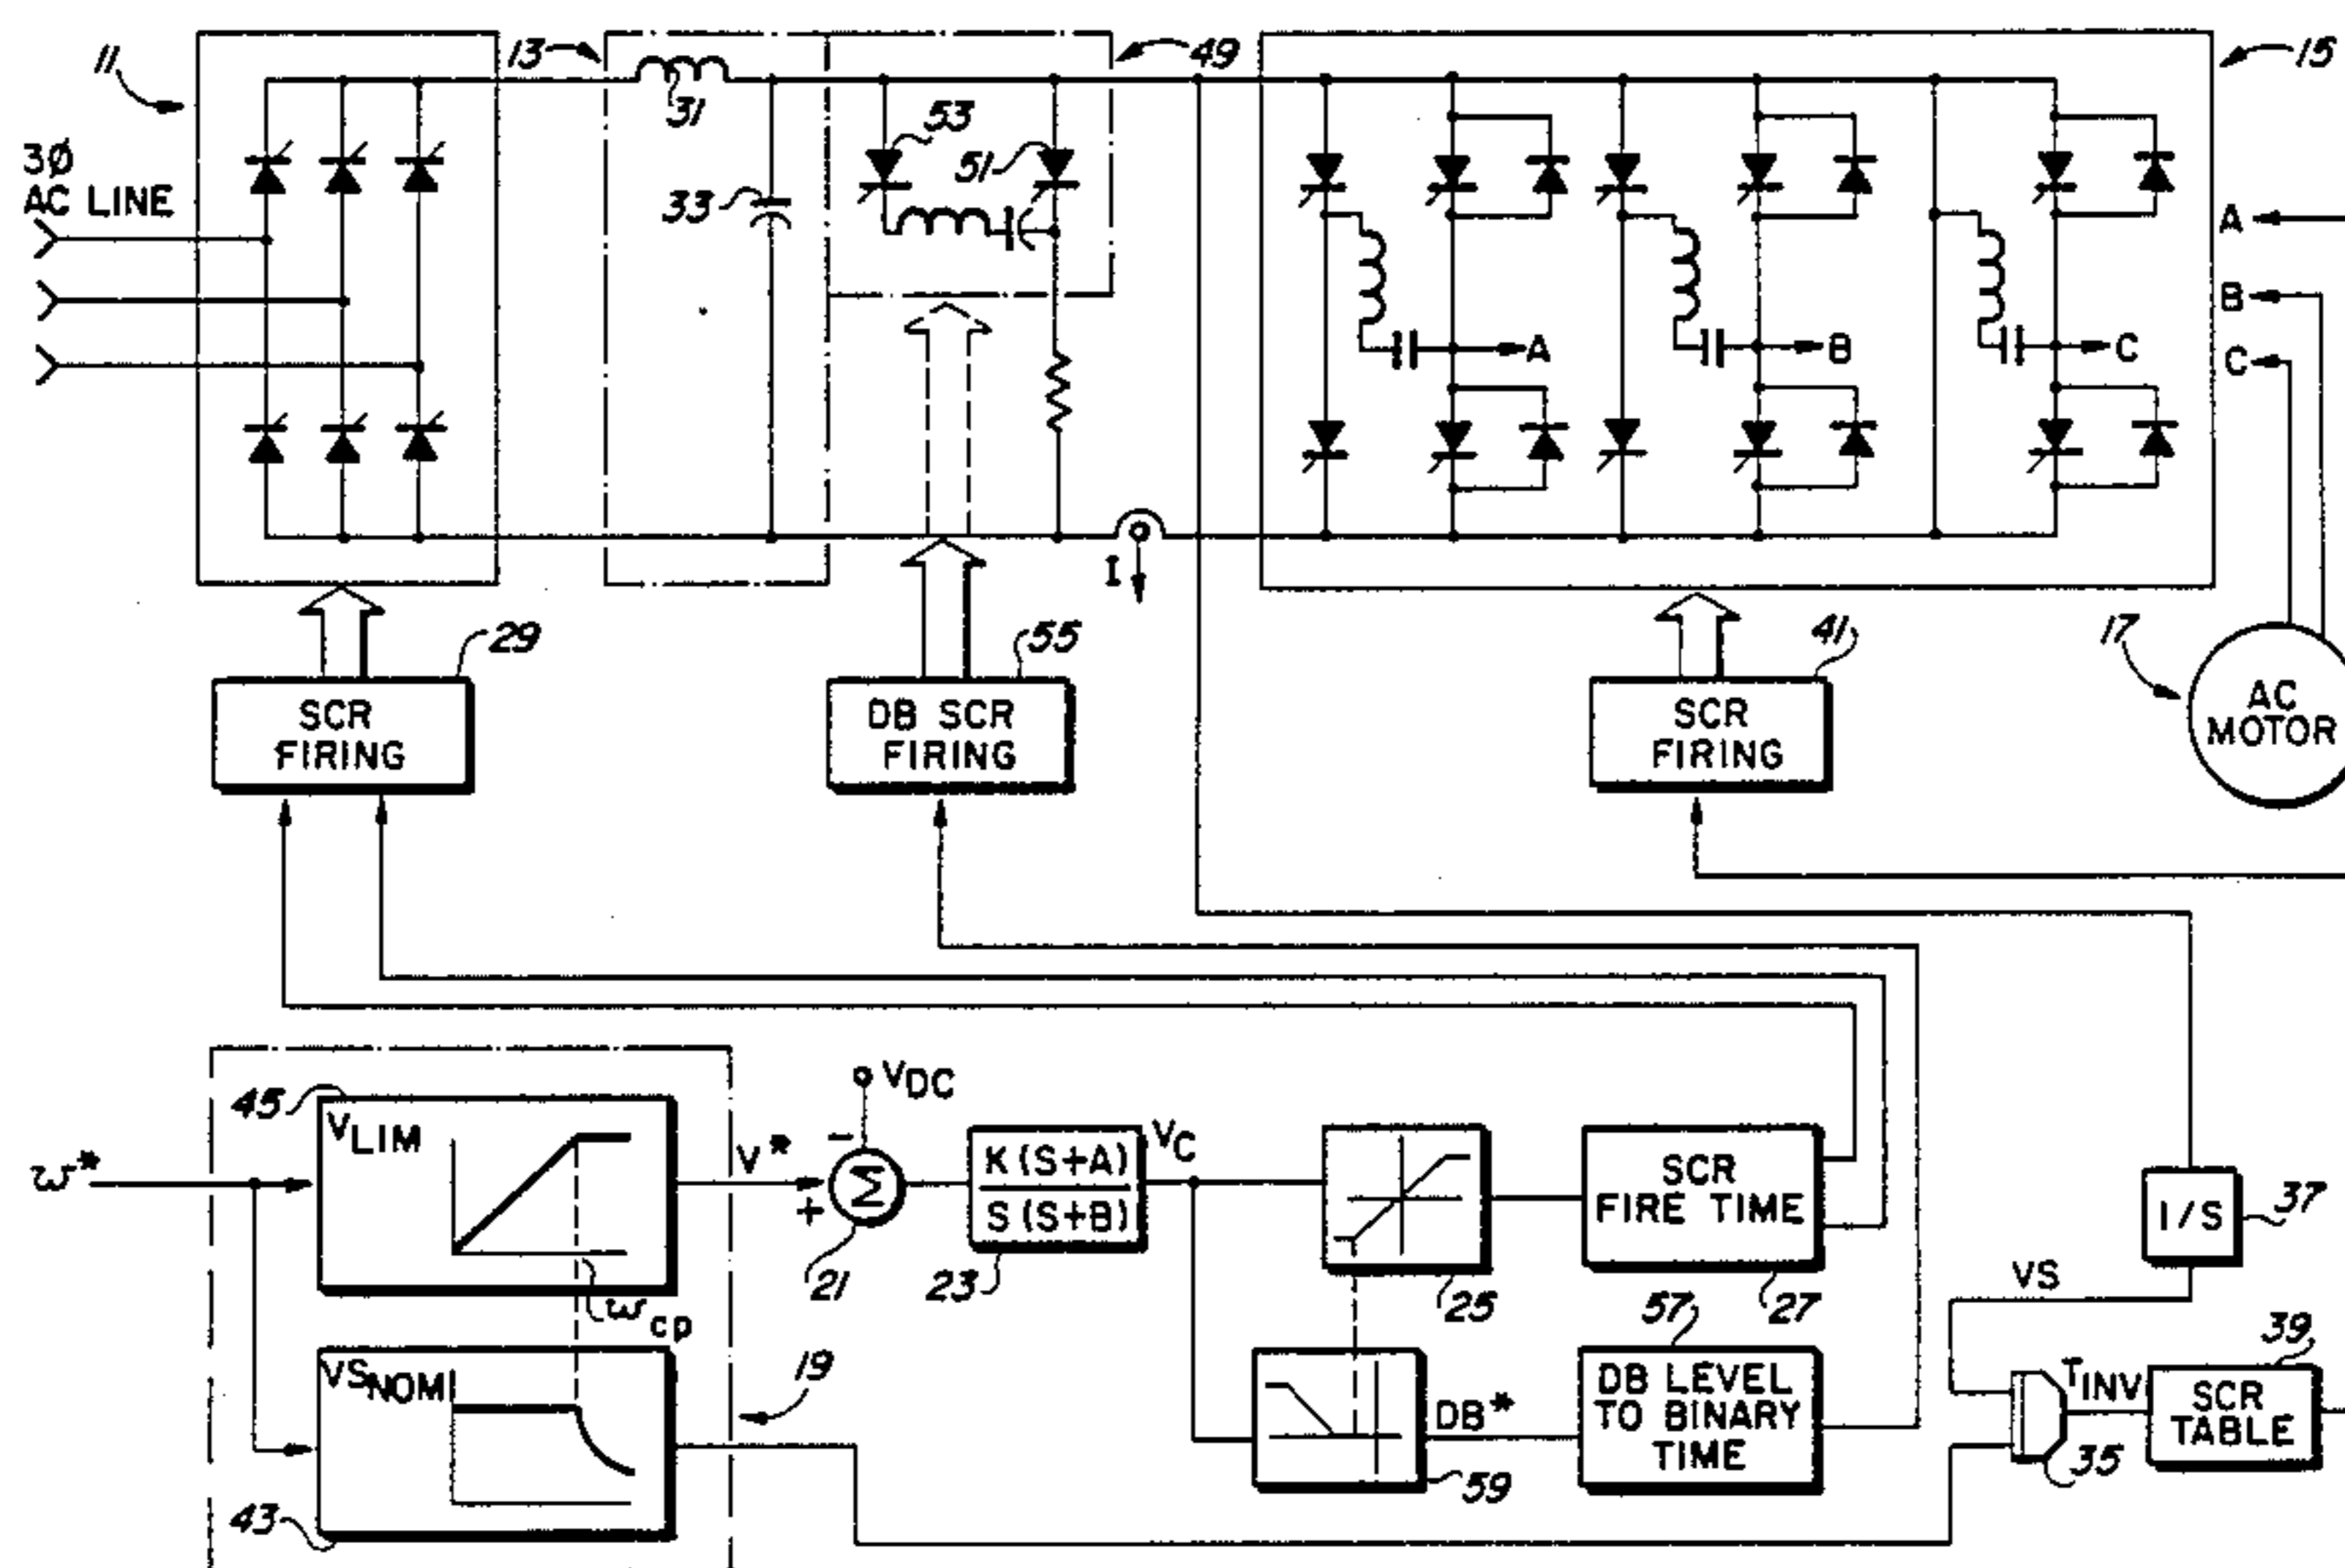 11
13
49
15
31
53
51
33
3Ø
AC LINE
A
B
C
A
B
C
I
29
55
41
17
SCR
FIRING
DB SCR
FIRING
SCR
FIRING
AC
MOTOR
45
VLIM
VDC
ω*
V*
-
+
Σ
21
K(S+A)
S(S+B)
23
VC
25
SCR
FIRE TIME
27
I/S
37
ωcp
VS
VSNOM
19
43
DB*
59
57
DB LEVEL
TO BINARY
TIME
TINV
35
39
SCR
TABLE